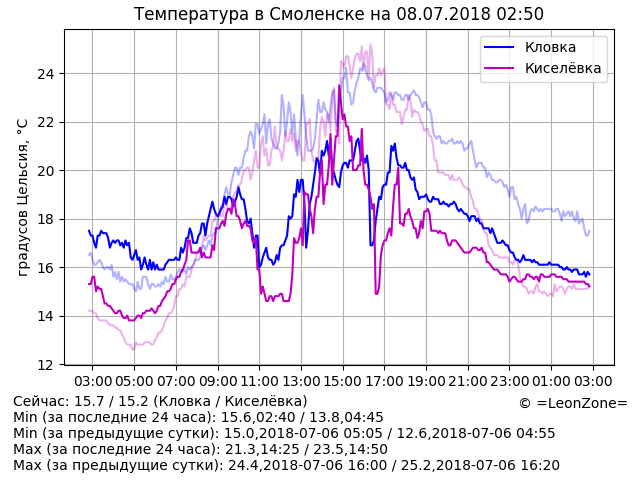 Температура в Смоленске на 08.07.2018 02:50
Кловка
Киселёвка
градусов Цельсия, °C
24
22
20
18
16
14
12
03:00 05:00 07:00 09:00 11:00 13:00 15:00 17:00 19:00 21:00 23:00 01:00 03:00
Сейчас: 15.7 / 15.2 (Кловка / Киселёвка)
© =LeonZone=
Min (за последние 24 часа): 15.6,02:40 / 13.8,04:45
Min (за предыдущие сутки): 15.0,2018-07-06 05:05 / 12.6,2018-07-06 04:55
Max (за последние 24 часа): 21.3,14:25 / 23.5,14:50
Max (за предыдущие сутки): 24.4,2018-07-06 16:00 / 25.2,2018-07-06 16:20